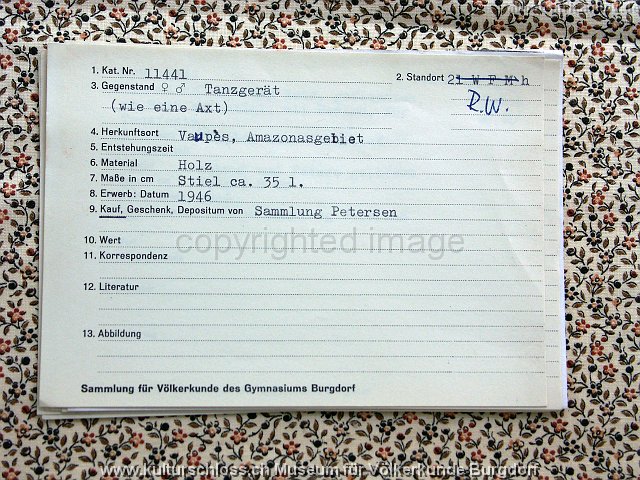 1. Kat. Nr. 11441
2. Standort 21 W F M h
3. Gegenstand ♀ ♂ Tanzgerät
R.W.
(wie eine Axt)
4. Herkunftsort Vaupès, Amazonasgebiet
5. Entstehungszeit
6. Material Holz
7. Maße in cm Stiel ca. 35 l.
8. Erwerb: Datum 1946
9. Kauf, Geschenk, Depositum von Sammlung Petersen
10. Wert
copyrighted image
11. Korrespondenz
12. Literatur
13. Abbildung
Sammlung für Völkerkunde des Gymnasiums Burgdorf
www.kulturschloss.ch Museum für Völkerkunde Burgdorf